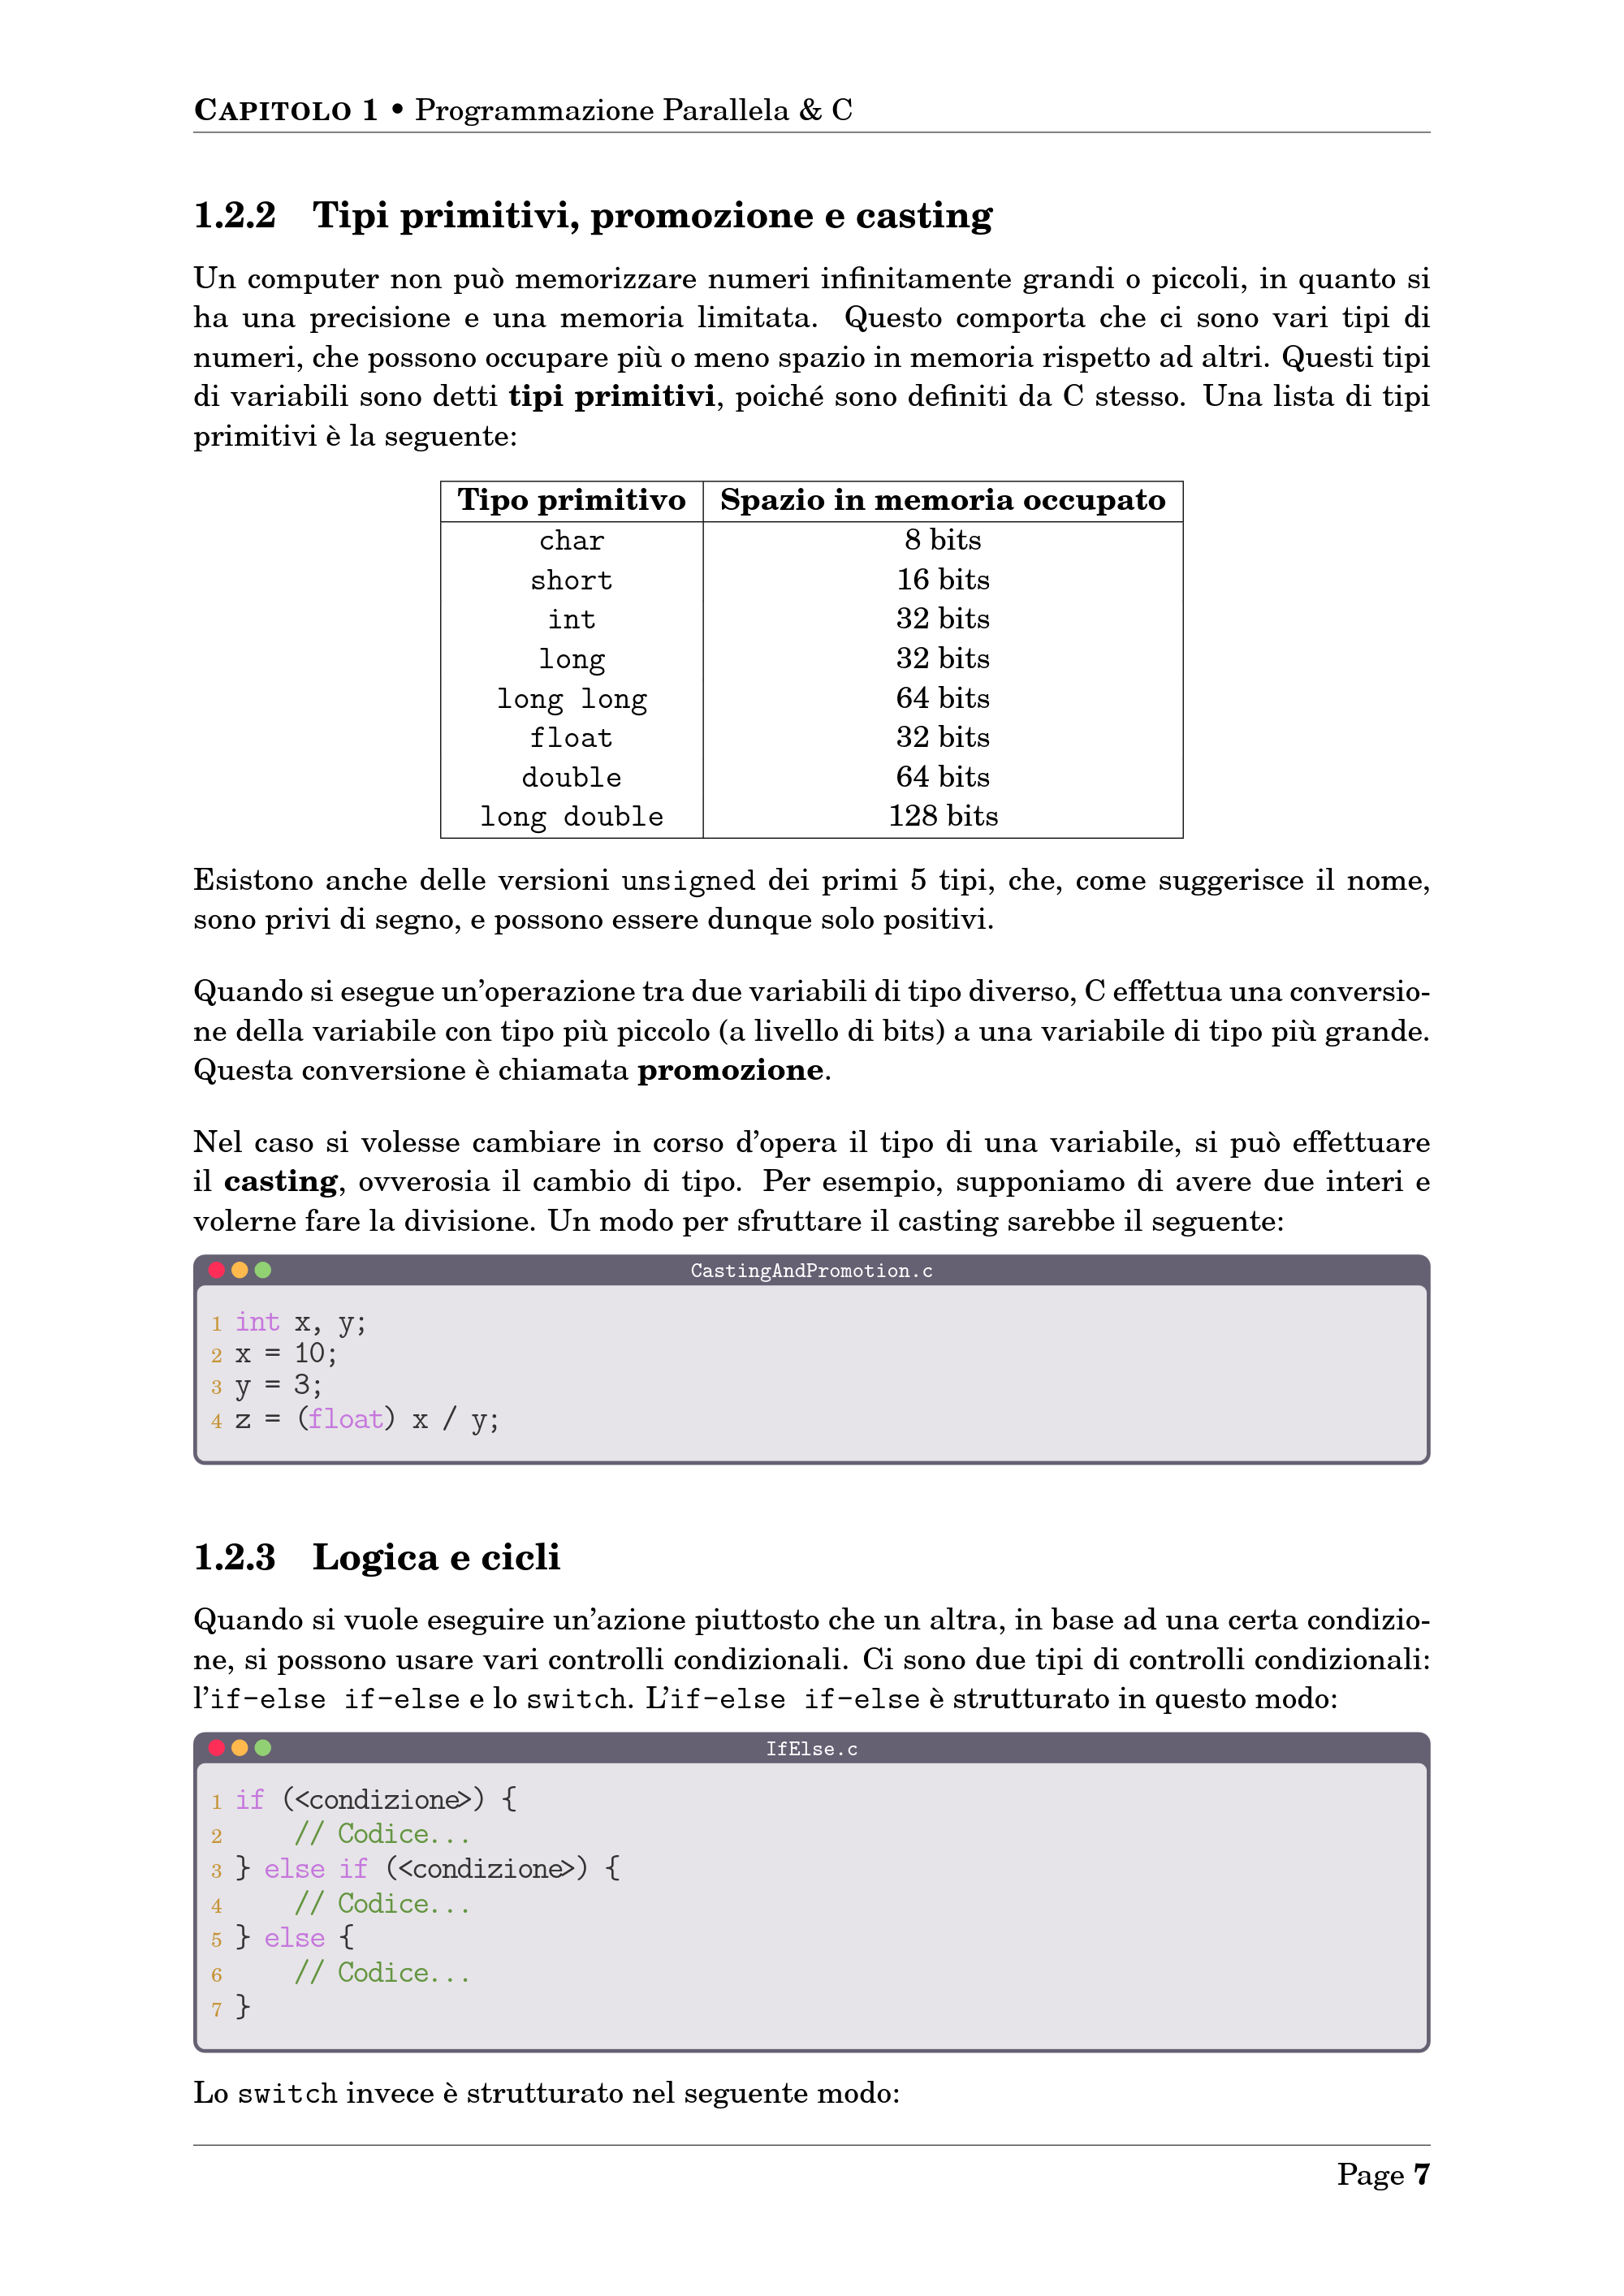 CAPITOLO 1 • Programmazione Parallela & C
1.2.2 Tipi primitivi, promozione e casting
Un computer non può memorizzare numeri infinitamente grandi o piccoli, in quanto si
ha una precisione e una memoria limitata. Questo comporta che ci sono vari tipi di
numeri, che possono occupare più o meno spazio in memoria rispetto ad altri. Questi tipi
di variabili sono detti tipi primitivi, poiché sono definiti da C stesso. Una lista di tipi
primitivi è la seguente:
Tipo primitivo Spazio in memoria occupato
char 8 bits
short 16 bits
int 32 bits
long 32 bits
long long 64 bits
float 32 bits
double 64 bits
long double 128 bits
Esistono anche delle versioni unsigned dei primi 5 tipi, che, come suggerisce il nome,
sono privi di segno, e possono essere dunque solo positivi.
Quando si esegue un'operazione tra due variabili di tipo diverso, C effettua una conversio-
ne della variabile con tipo più piccolo (a livello di bits) a una variabile di tipo più grande.
Questa conversione è chiamata promozione.
Nel caso si volesse cambiare in corso d'opera il tipo di una variabile, si può effettuare
il casting, ovverosia il cambio di tipo. Per esempio, supponiamo di avere due interi e
volerne fare la divisione. Un modo per sfruttare il casting sarebbe il seguente:
CastingAndPromotion.c
1 int x, y;
2 x = 10;
3 y = 3;
4 z = (float) x / y;
1.2.3 Logica e cicli
Quando si vuole eseguire un'azione piuttosto che un altra, in base ad una certa condizio-
ne, si possono usare vari controlli condizionali. Ci sono due tipi di controlli condizionali:
l'if-else if-else e lo switch. L'if-else if-else è strutturato in questo modo:
IfElse.c
1 if (<condizione>) {
2     // Codice...
3 } else if (<condizione>) {
4     // Codice...
5 } else {
6     // Codice...
7 }
Lo switch invece è strutturato nel seguente modo:
Page 7